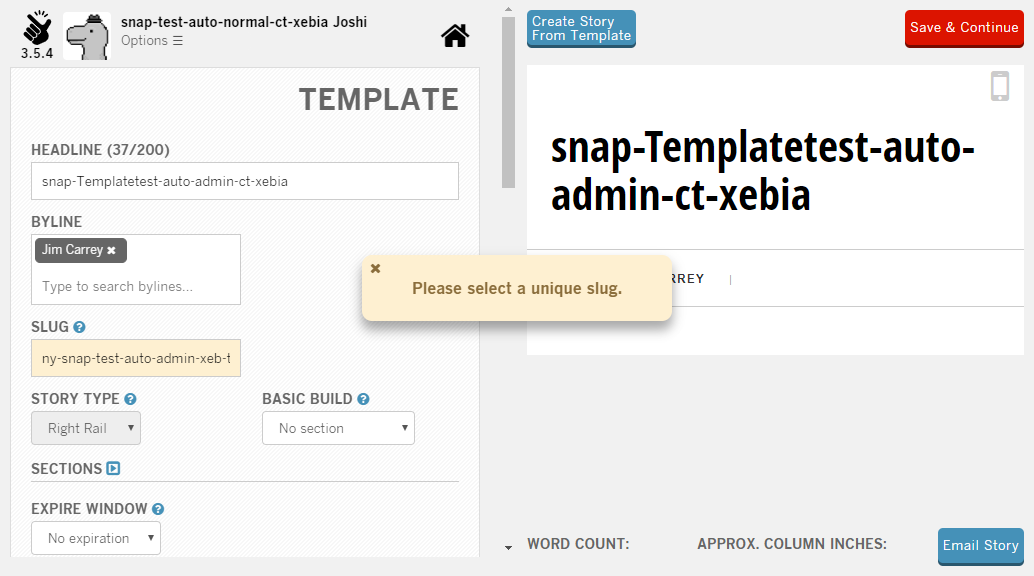 snap-test-auto-normal-ct-xebia Joshi
Options ☰
3.5.4
Create Story
From Template
Save & Continue
TEMPLATE
HEADLINE (37/200)
snap-Templatetest-auto-admin-ct-xebia
BYLINE
Jim Carrey ✖
Type to search bylines...
SLUG ?
ny-snap-test-auto-admin-xeb-t
STORY TYPE ?
BASIC BUILD ?
Right Rail
No section
SECTIONS
EXPIRE WINDOW ?
No expiration
✖
Please select a unique slug.
snap-Templatetest-auto-
admin-ct-xebia
RREY |
WORD COUNT:
APPROX. COLUMN INCHES:
Email Story